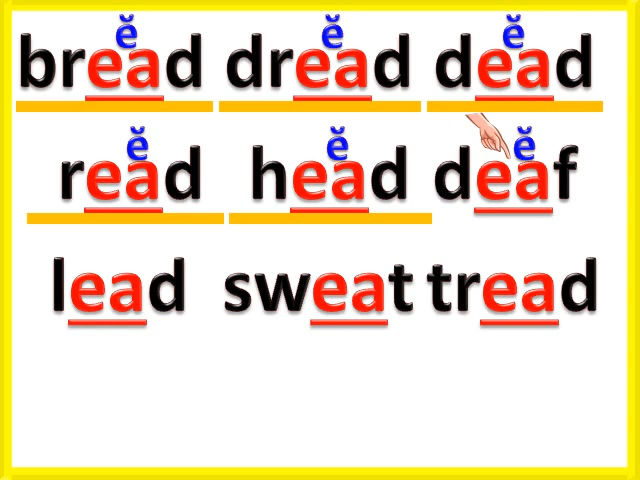 ĕ ĕ ĕ
bread dread dead
ĕ ĕ ĕ
read head deaf
lead sweat tread